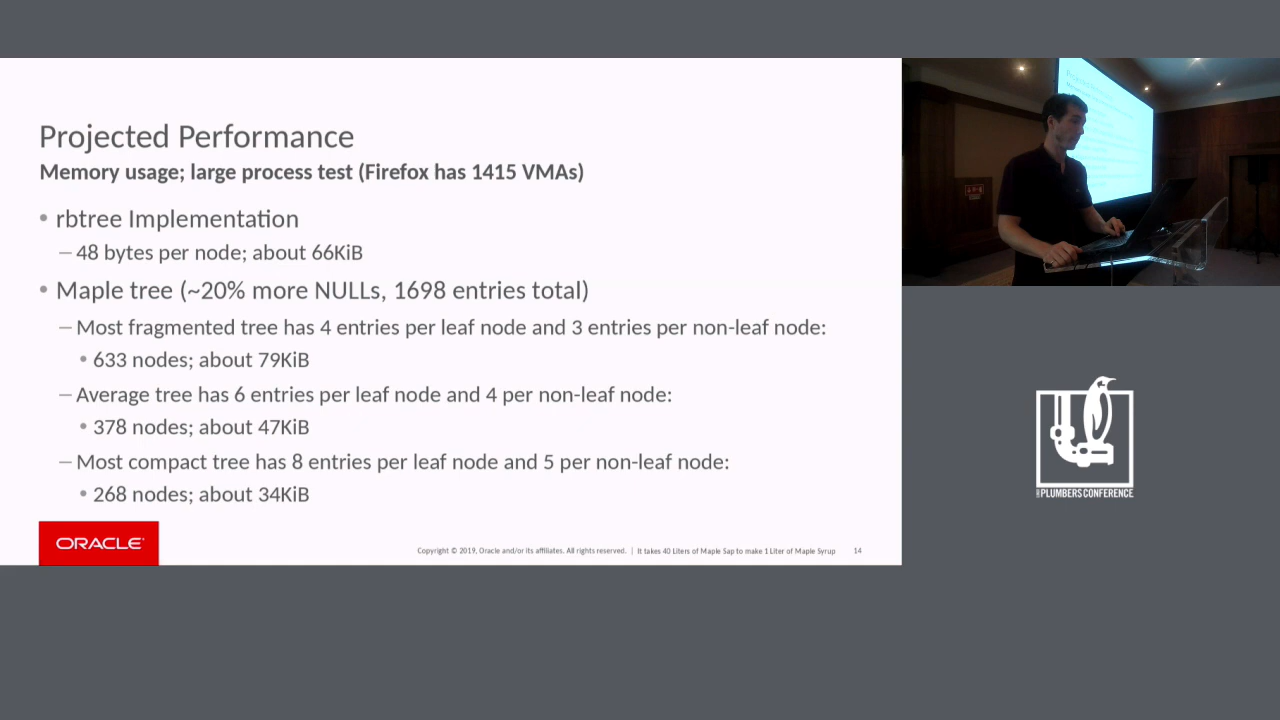 Projected Performance
Memory usage; large process test (Firefox has 1415 VMAs)
• rbtree Implementation
– 48 bytes per node; about 66KiB
• Maple tree (~20% more NULLs, 1698 entries total)
– Most fragmented tree has 4 entries per leaf node and 3 entries per non-leaf node:
• 633 nodes; about 79KiB
– Average tree has 6 entries per leaf node and 4 per non-leaf node:
• 378 nodes; about 47KiB
– Most compact tree has 8 entries per leaf node and 5 per non-leaf node:
• 268 nodes; about 34KiB
ORACLE
Copyright © 2019, Oracle and/or its affiliates. All rights reserved. | It takes 40 Liters of Maple Sap to make 1 Liter of Maple Syrup 14
PLUMBERS CONFERENCE